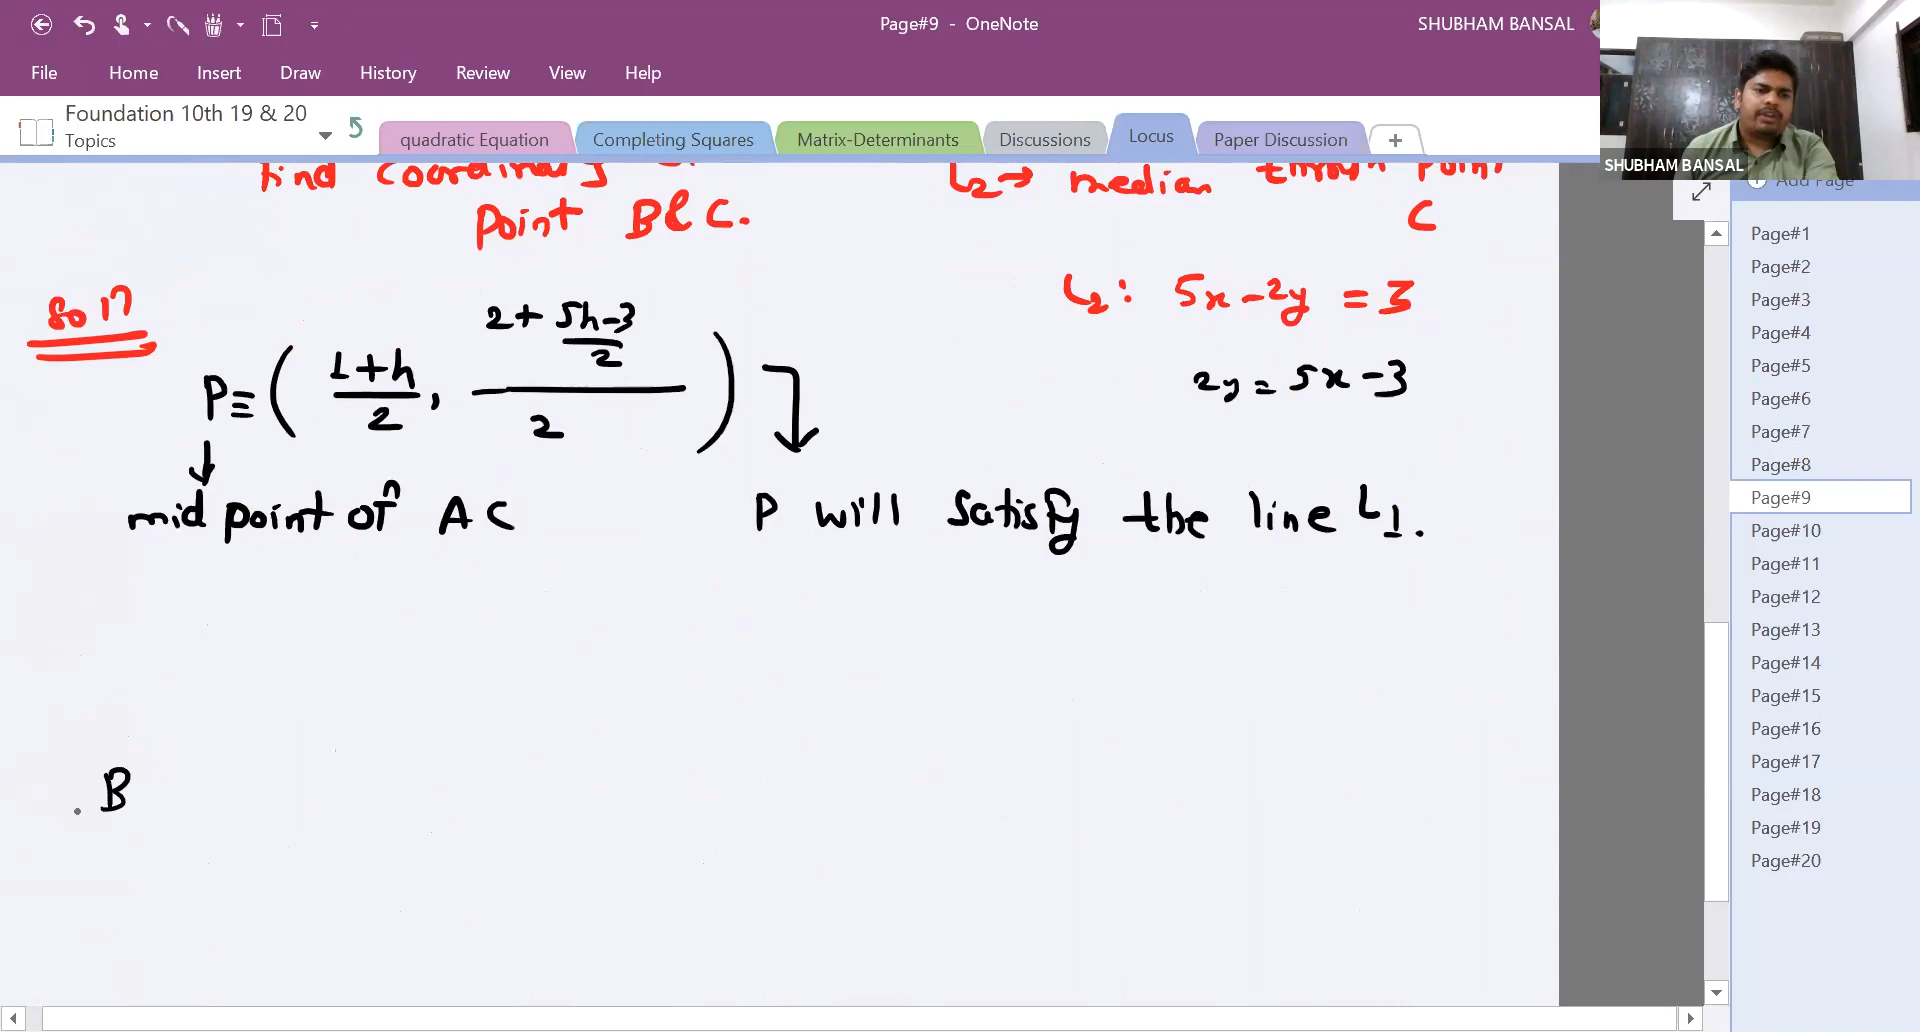 Page#9 - OneNote
SHUBHAM BANSAL
File Home Insert Draw History Review View Help
Foundation 10th 19 & 20
Topics
quadratic Equation Completing Squares Matrix-Determinants Discussions Locus Paper Discussion +
SHUBHAM BANSAL
Add Page
find
L2→ median through point
point B & C.
C
Soln
L2: 5x-2y = 3
P≡( 1+h/2, (2 + (5h-3)/2)/2 )
2y = 5x-3
mid point of AC
P will satisfy the line L1.
B
Page#1
Page#2
Page#3
Page#4
Page#5
Page#6
Page#7
Page#8
Page#9
Page#10
Page#11
Page#12
Page#13
Page#14
Page#15
Page#16
Page#17
Page#18
Page#19
Page#20